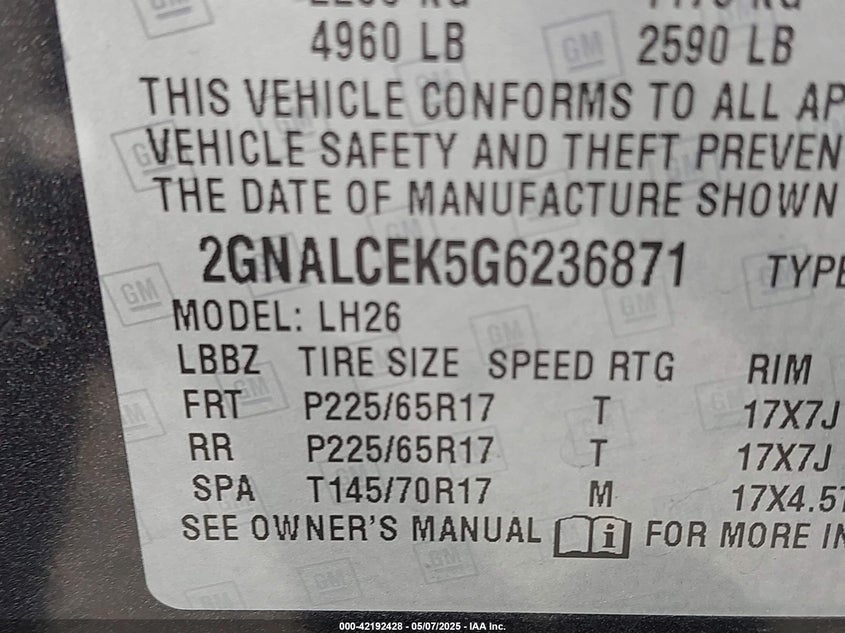 4960 LB 2590 LB
THIS VEHICLE CONFORMS TO ALL AP
VEHICLE SAFETY AND THEFT PREVEN
THE DATE OF MANUFACTURE SHOWN
2GNALCEK5G6236871 TYPE
MODEL: LH26
LBBZ TIRE SIZE SPEED RTG RIM
FRT P225/65R17 T 17X7J
RR P225/65R17 T 17X7J
SPA T145/70R17 M 17X4.5T
SEE OWNER'S MANUAL i FOR MORE IN
000-42192428 - 05/07/2025 - IAA Inc.